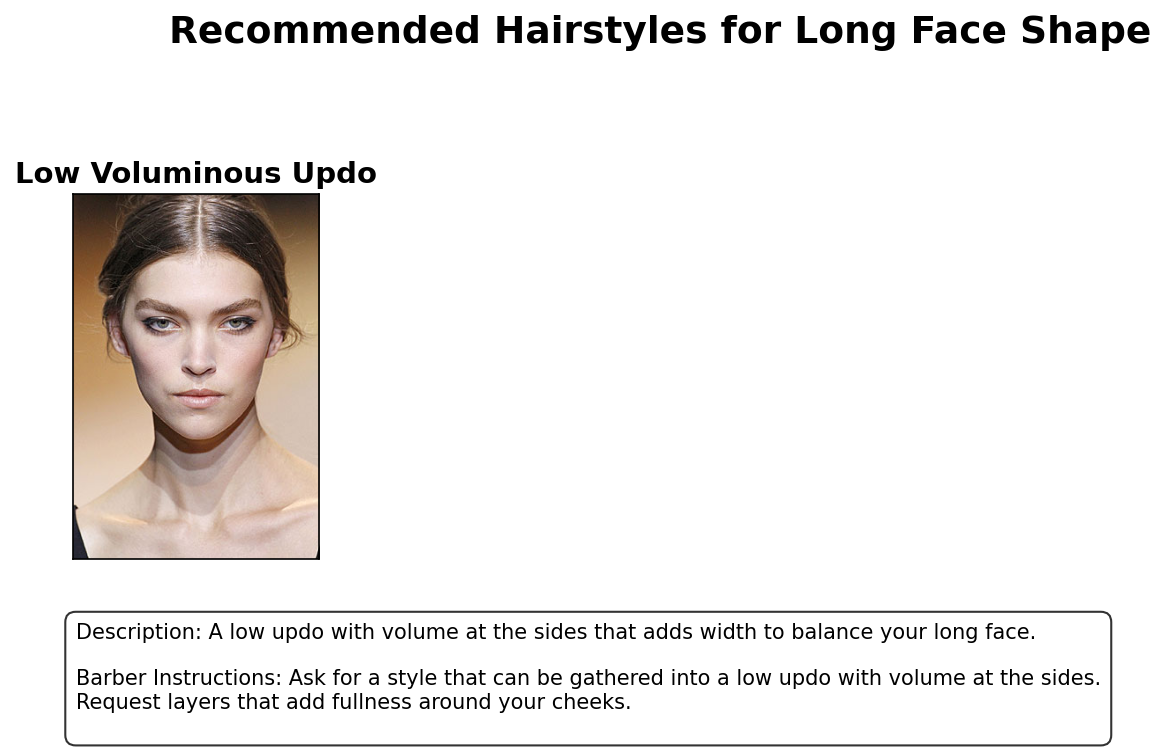 Recommended Hairstyles for Long Face Shape
Low Voluminous Updo
Description: A low updo with volume at the sides that adds width to balance your long face.
Barber Instructions: Ask for a style that can be gathered into a low updo with volume at the sides.
Request layers that add fullness around your cheeks.